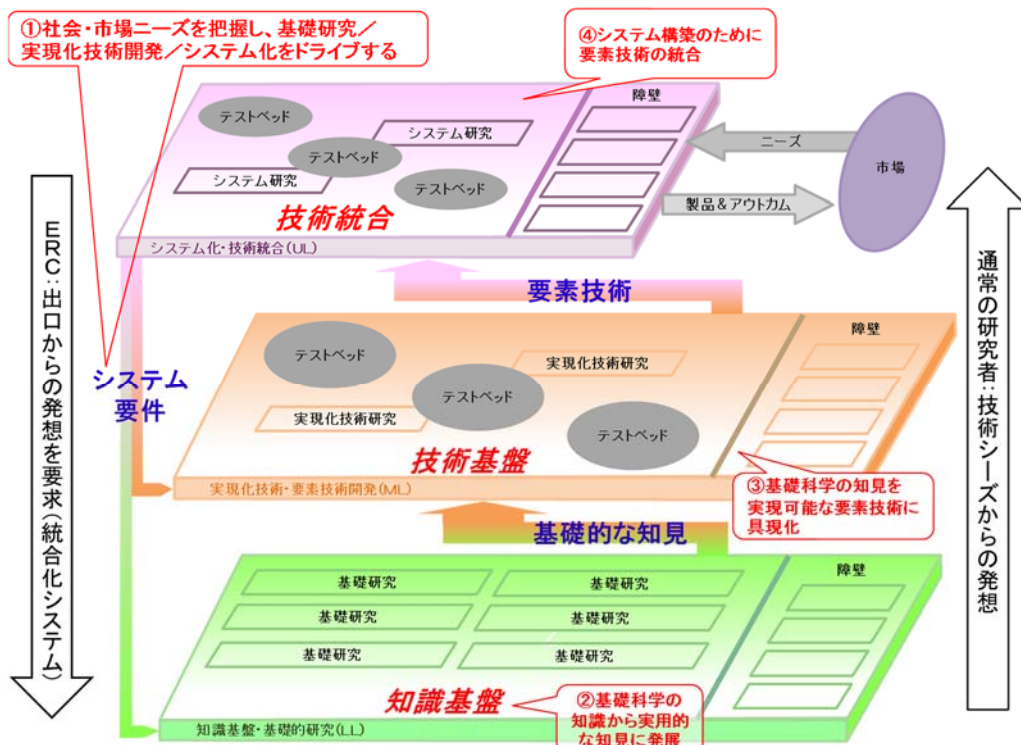 ①社会・市場ニーズを把握し、基礎研究／
実現化技術開発／システム化をドライブする
④システム構築のために
要素技術の統合
障壁
テストベッド
システム研究
テストベッド
システム研究
テストベッド
技術統合
システム化・技術統合(UL)
ニーズ
市場
製品＆アウトカム
ERC：出口からの発想を要求(統合化システム)
通常の研究者：技術シーズからの発想
要素技術
システム
要件
障壁
テストベッド
実現化技術研究
テストベッド
実現化技術研究
テストベッド
技術基盤
実現化技術・要素技術開発(ML)
③基礎科学の知見を
実現可能な要素技術に
具現化
基礎的な知見
障壁
基礎研究
基礎研究
基礎研究
基礎研究
基礎研究
基礎研究
知識基盤
②基礎科学の
知識から実用的
な知見に発展
知識基盤・基礎的研究(LL)